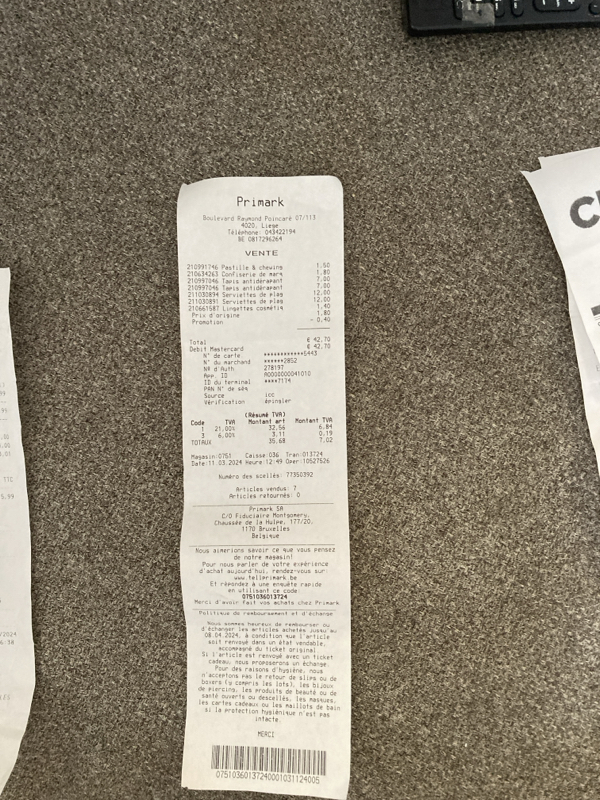 Primark
Boulevard Raymond Poincaré 07/113
4020, Liege
Téléphone: 043422194
BE 0817296264
VENTE
210991746 Pastille & chewing 1,50
210634263 Confiserie de marq 1,80
210997046 Tapis antidérapant 7,00
210997046 Tapis antidérapant 7,00
211030894 Serviettes de plag 12,00
211030891 Serviettes de plag 12,00
210661587 Lingettes cosmétiq 1,40
Prix d'origine 1,80
Promotion - 0,40
Total € 42,70
Debit Mastercard € 42,70
N° de carte ************5443
N° du marchand ******2852
N° d'Auth 278197
App. ID A0000000041010
ID du terminal ****7174
PAN N° de séq
Source icc
Vérification épingler
(Résumé TVA)
Code TVA Montant art Montant TVA
1 21.00% 32,56 6,84
3 6.00% 3,11 0,19
TOTAUX 35,68 7,02
Magasin:0751 Caisse:036 Tran:013724
Date:11.03.2024 Heure:12:49 Oper:10527526
Numéro des scellés: 77350392
Articles vendus: 7
Articles retournés: 0
Primark SA
C/O Fiduciaire Montgomery,
Chaussée de la Hulpe, 177/20,
1170 Bruxelles
Belgique
Nous aimerions savoir ce que vous pensez
de notre magasin!
Pour nous parler de votre expérience
d'achat aujourd'hui, rendez-vous sur:
www.tellprimark.be
Et répondez à une enquête rapide
en utilisant ce code:
0751036013724
Merci d'avoir fait vos achats chez Primark
Politique de remboursement et d'échange
Nous sommes heureux de rembourser ou
d'échanger les articles achetés jusqu'au
08.04.2024, à condition que l'article
soit renvoyé dans un état vendable,
accompagné du ticket original
Si l'article est renvoyé avec un ticket
cadeau, nous proposerons un échange.
Pour des raisons d'hygiène, nous
n'acceptons pas le retour de slips ou de
boxers (y compris les lots), les bijoux
de piercing, les produits de beauté ou de
santé ouverts ou descellés, les masques,
les cartes cadeaux ou les maillots de bain
si la protection hygiénique n'est pas
intacte.
MERCI
0751036013724000103112​4005